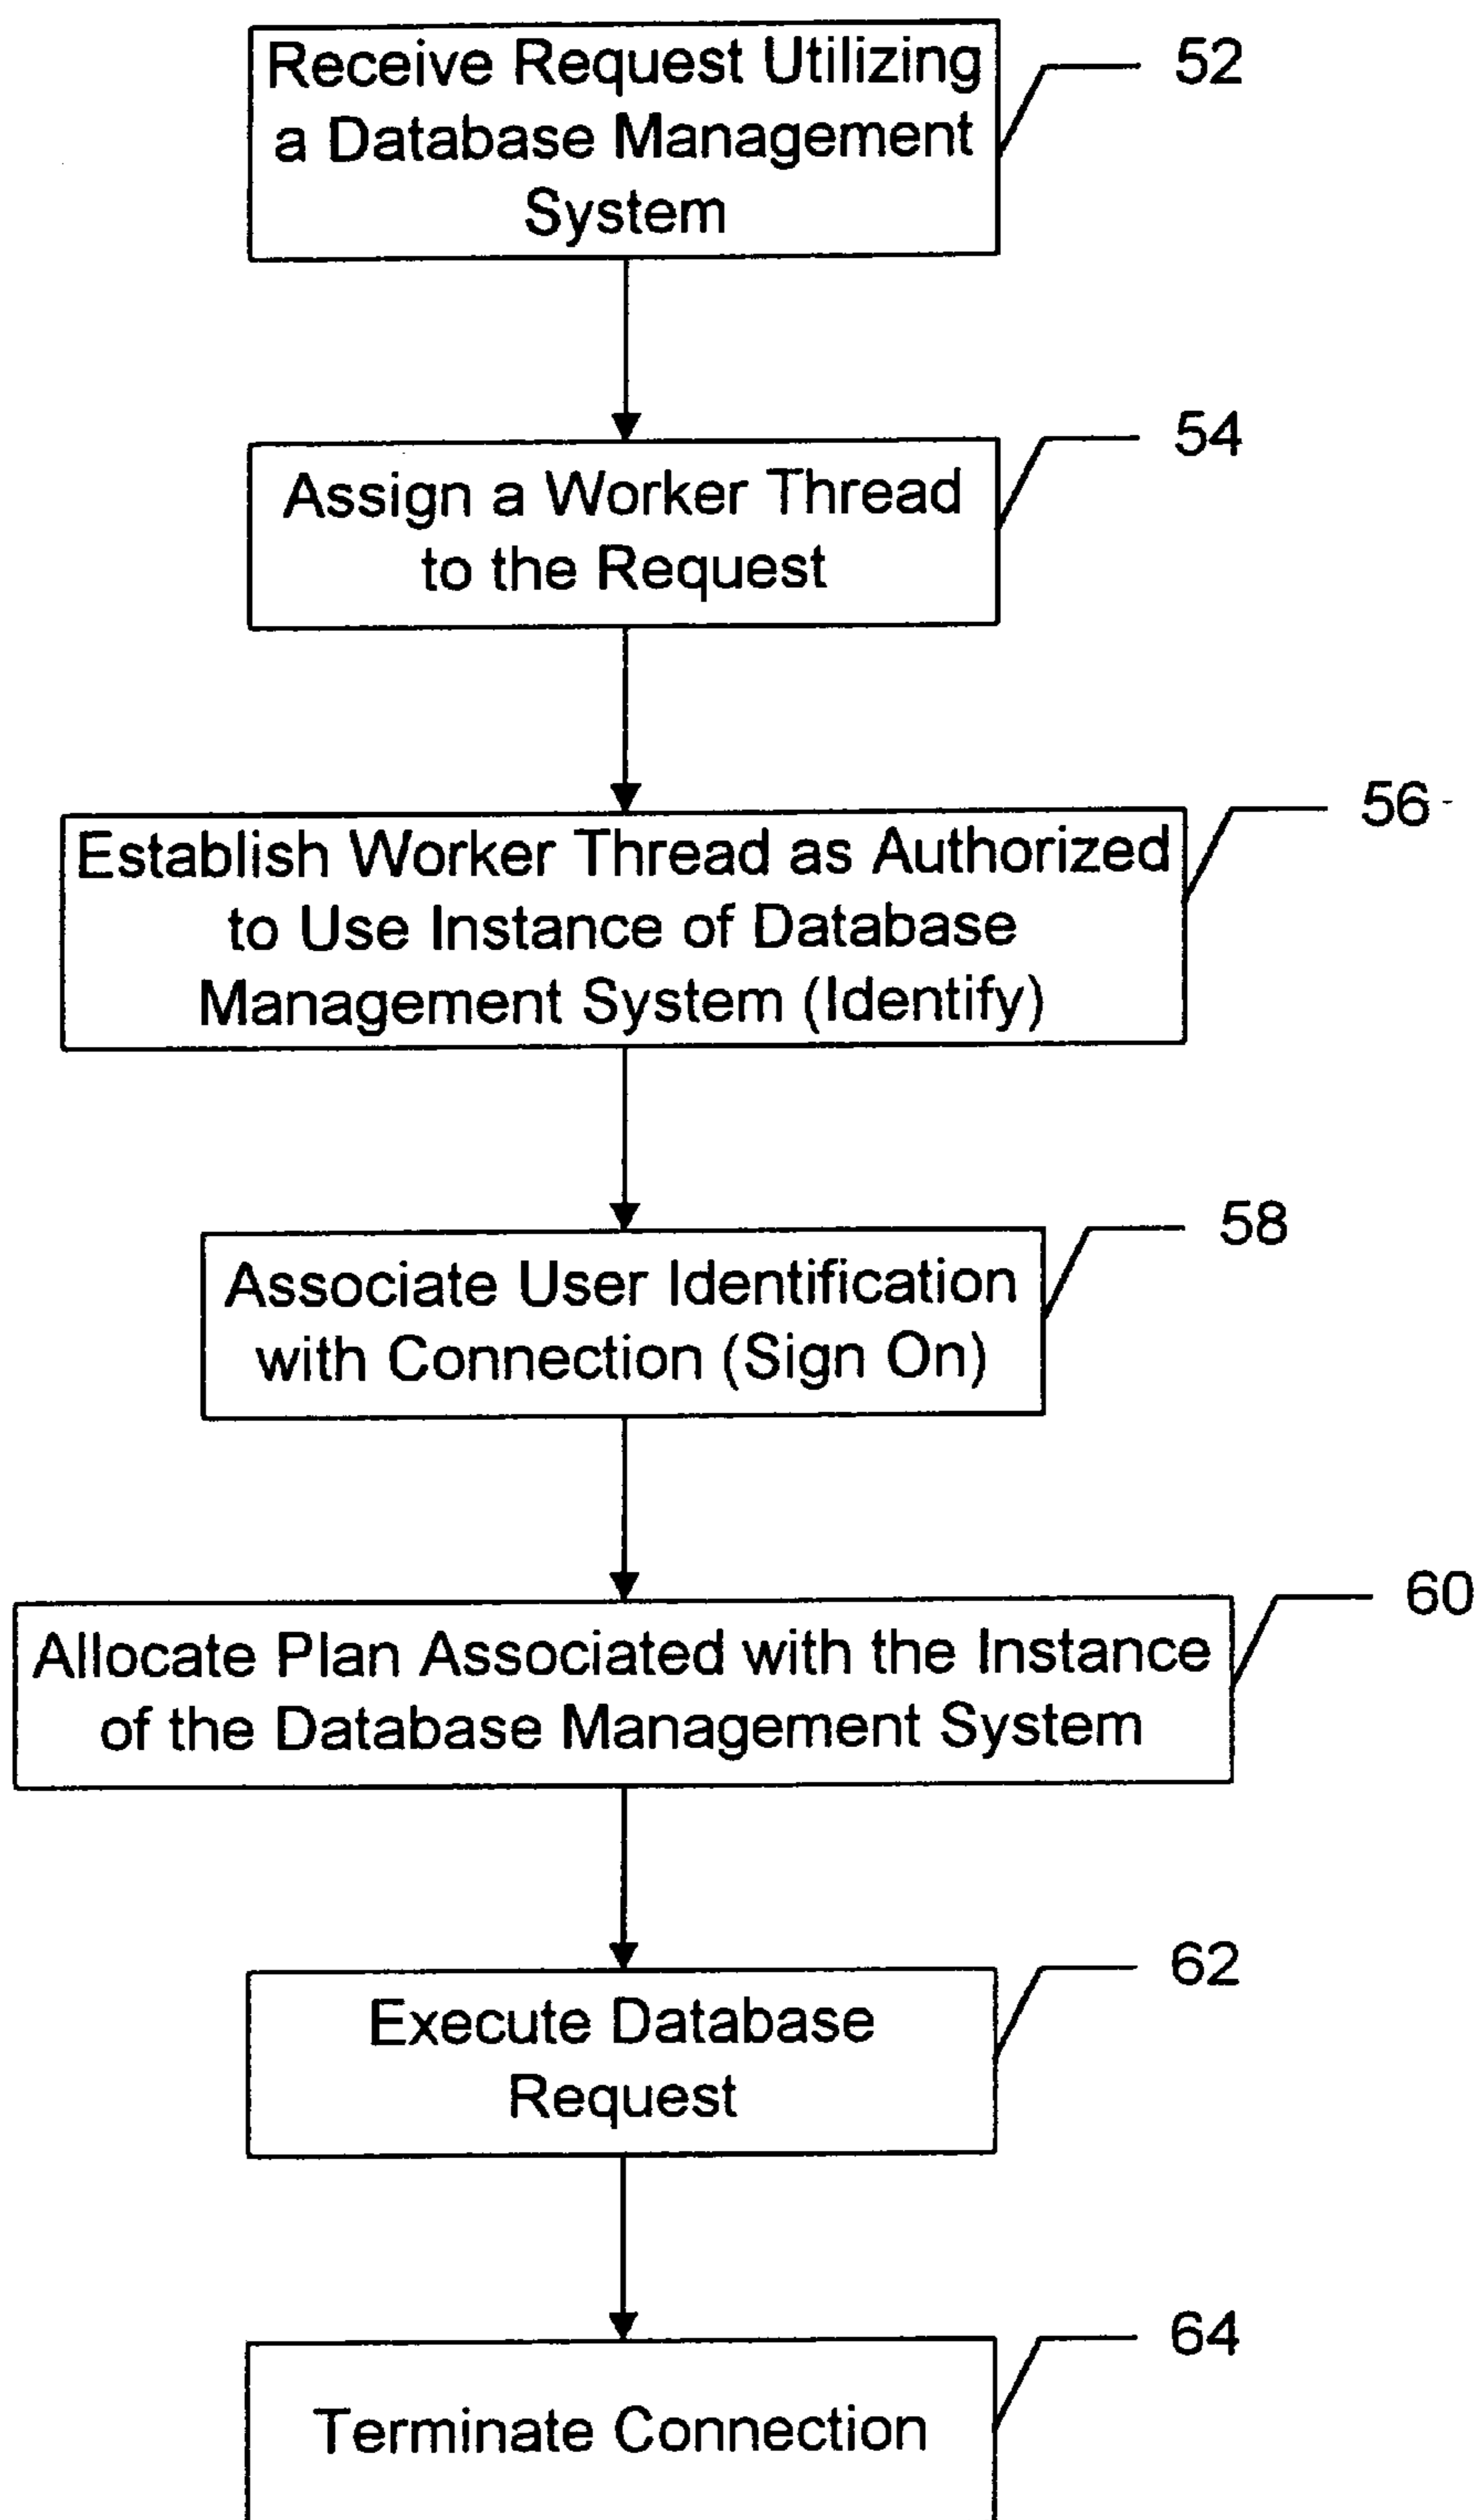 Receive Request Utilizing
a Database Management
System
52
Assign a Worker Thread
to the Request
54
Establish Worker Thread as Authorized
to Use Instance of Database
Management System (Identify)
56
Associate User Identification
with Connection (Sign On)
58
Allocate Plan Associated with the Instance
of the Database Management System
60
Execute Database
Request
62
Terminate Connection
64